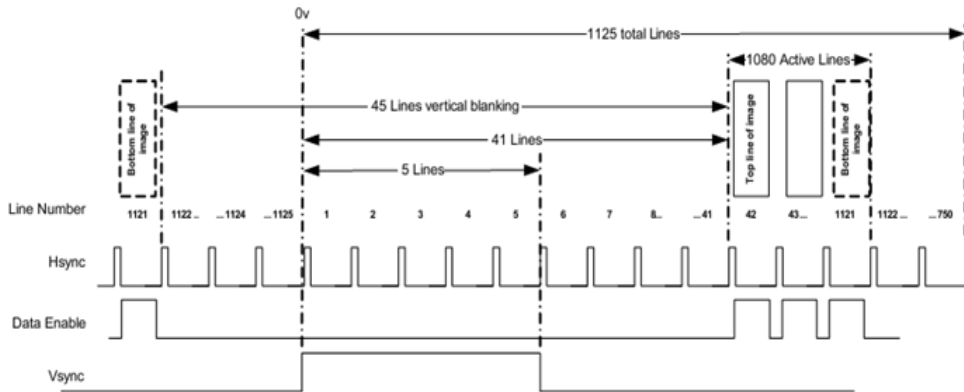 0v
1125 total Lines
1080 Active Lines
45 Lines vertical blanking
41 Lines
5 Lines
Bottom line of
image
Top line of image
Bottom line of
image
Line Number 1121 1122... ...1124 ...1125 1 2 3 4 5 6 7 8... ...41 42 43... 1121 1122... ...750
Hsync
Data Enable
Vsync